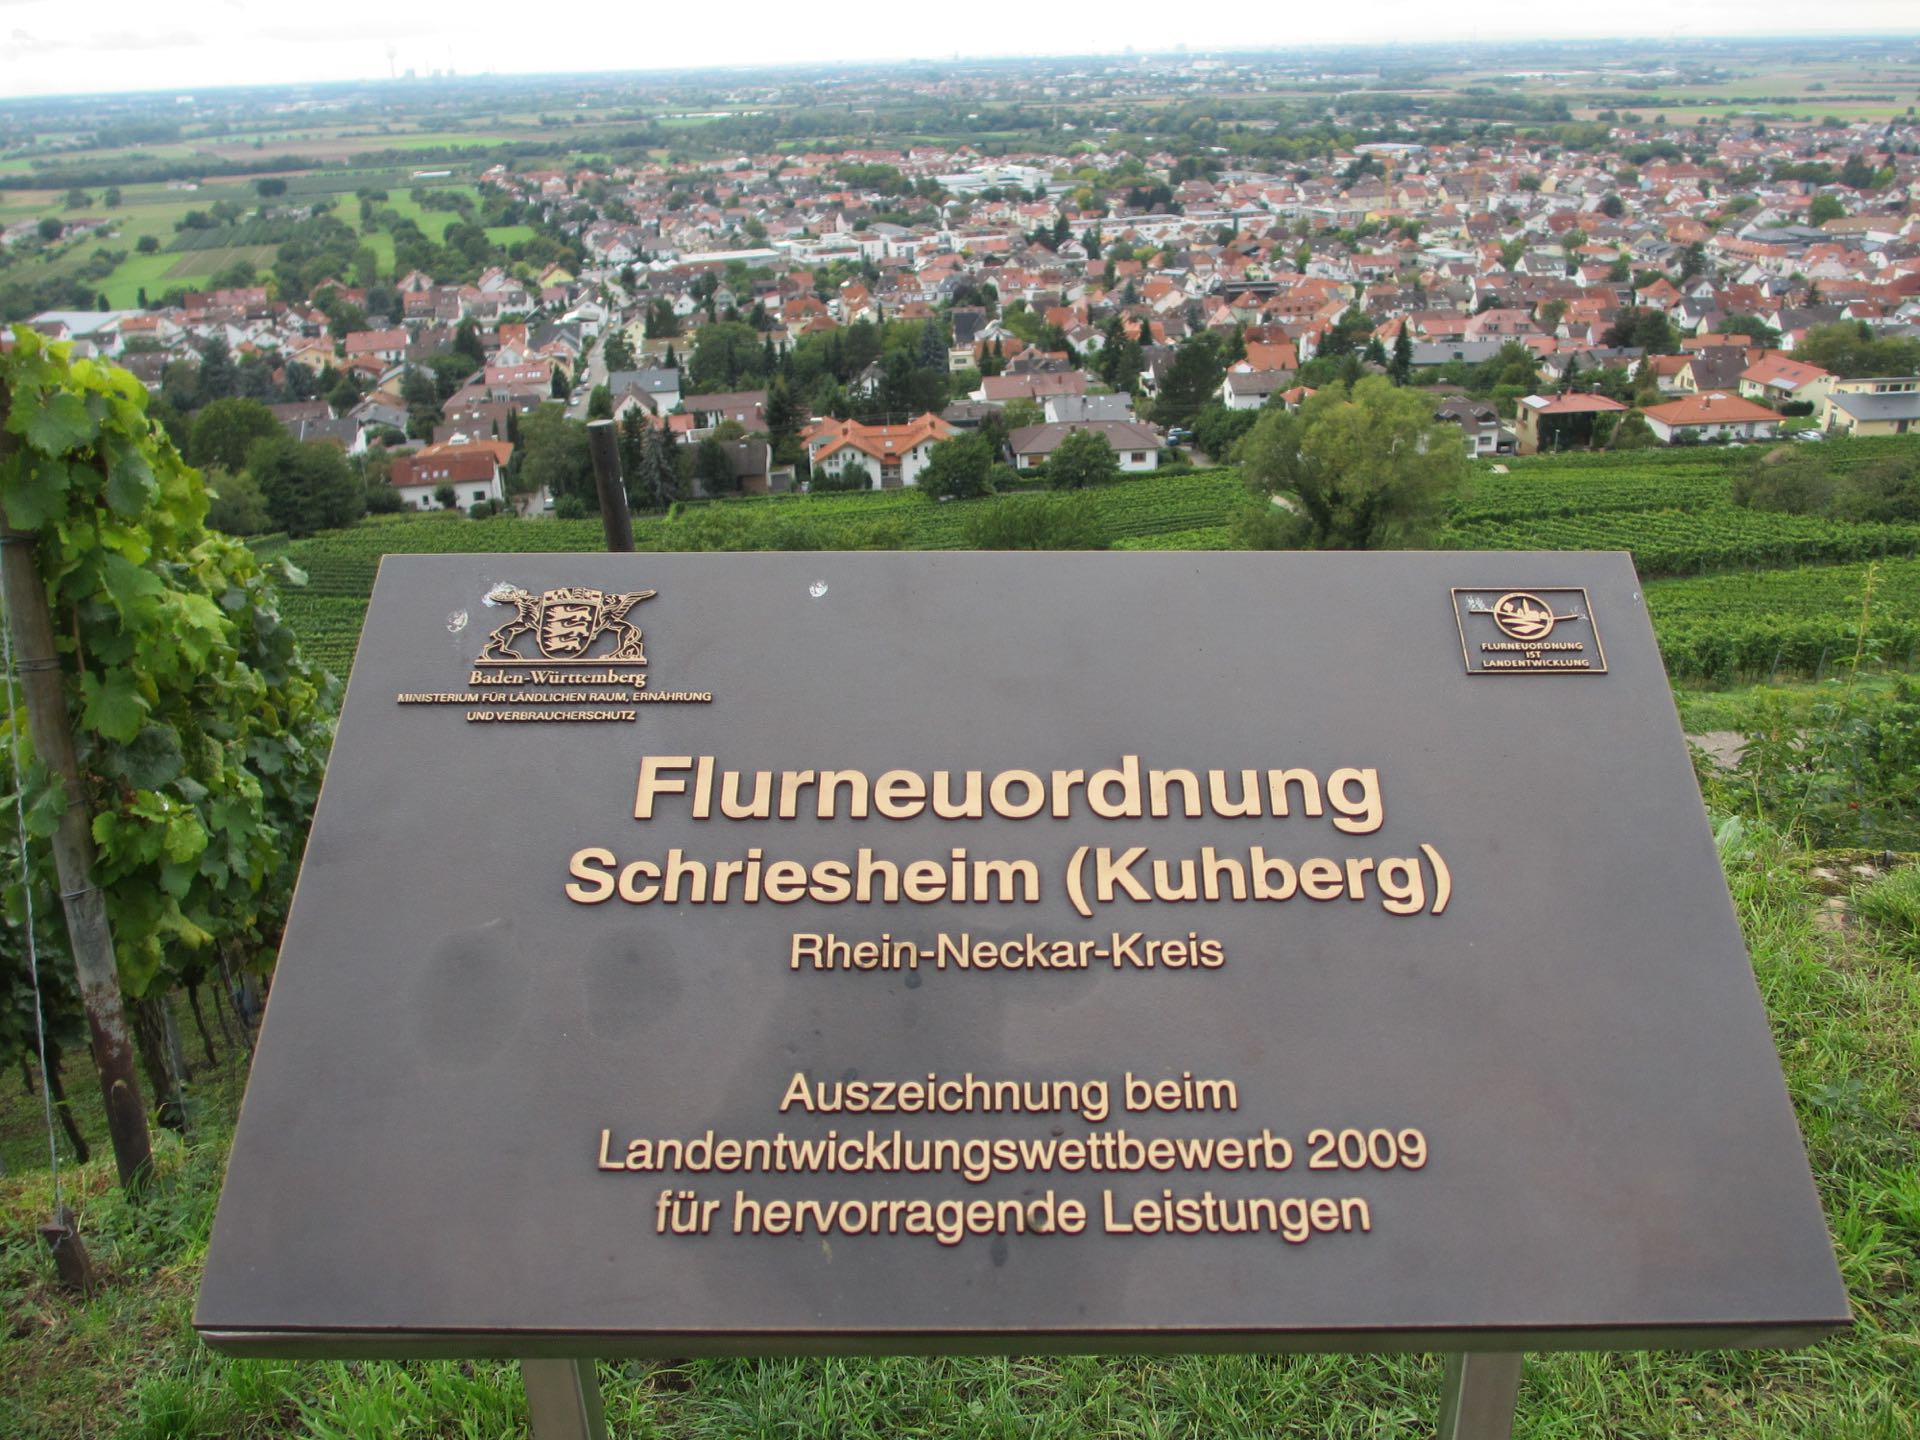 Baden-Württemberg
MINISTERIUM FÜR LÄNDLICHEN RAUM, ERNÄHRUNG
UND VERBRAUCHERSCHUTZ
FLURNEUORDNUNG
IST
LANDENTWICKLUNG
Flurneuordnung
Schriesheim (Kuhberg)
Rhein-Neckar-Kreis
Auszeichnung beim
Landentwicklungswettbewerb 2009
für hervorragende Leistungen